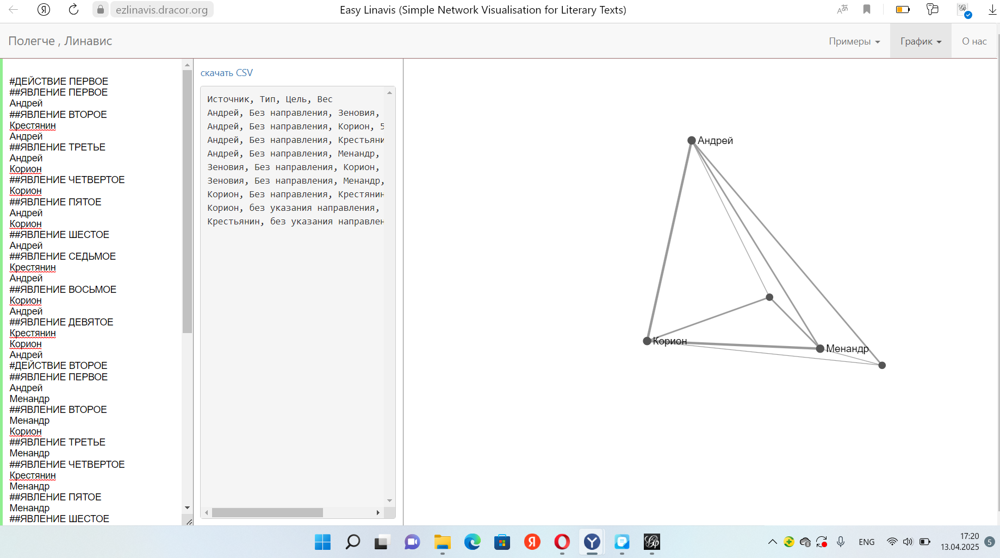 Я
ezlinavis.dracor.org
Easy Linavis (Simple Network Visualisation for Literary Texts)
Полегче , Линавис
Примеры
График
О нас
#ДЕЙСТВИЕ ПЕРВОЕ
##ЯВЛЕНИЕ ПЕРВОЕ
Андрей
##ЯВЛЕНИЕ ВТОРОЕ
Крестянин
Андрей
##ЯВЛЕНИЕ ТРЕТЬЕ
Андрей
Корион
##ЯВЛЕНИЕ ЧЕТВЕРТОЕ
Корион
##ЯВЛЕНИЕ ПЯТОЕ
Андрей
Корион
##ЯВЛЕНИЕ ШЕСТОЕ
Андрей
##ЯВЛЕНИЕ СЕДЬМОЕ
Крестянин
Андрей
##ЯВЛЕНИЕ ВОСЬМОЕ
Корион
Андрей
##ЯВЛЕНИЕ ДЕВЯТОЕ
Крестянин
Корион
Андрей
#ДЕЙСТВИЕ ВТОРОЕ
##ЯВЛЕНИЕ ПЕРВОЕ
Андрей
Менандр
##ЯВЛЕНИЕ ВТОРОЕ
Менандр
Корион
##ЯВЛЕНИЕ ТРЕТЬЕ
Менандр
##ЯВЛЕНИЕ ЧЕТВЕРТОЕ
Крестянин
Менандр
##ЯВЛЕНИЕ ПЯТОЕ
Менандр
##ЯВЛЕНИЕ ШЕСТОЕ
скачать CSV
Источник, Тип, Цель, Вес
Андрей, Без направления, Зеновия,
Андрей, Без направления, Корион, 5
Андрей, Без направления, Крестьяни
Андрей, Без направления, Менандр,
Зеновия, Без направления, Корион,
Зеновия, Без направления, Менандр,
Корион, Без направления, Крестянин
Корион, без указания направления,
Крестьянин, без указания направлен
Андрей
Корион
Менандр
ENG
17:20
13.04.2025
5